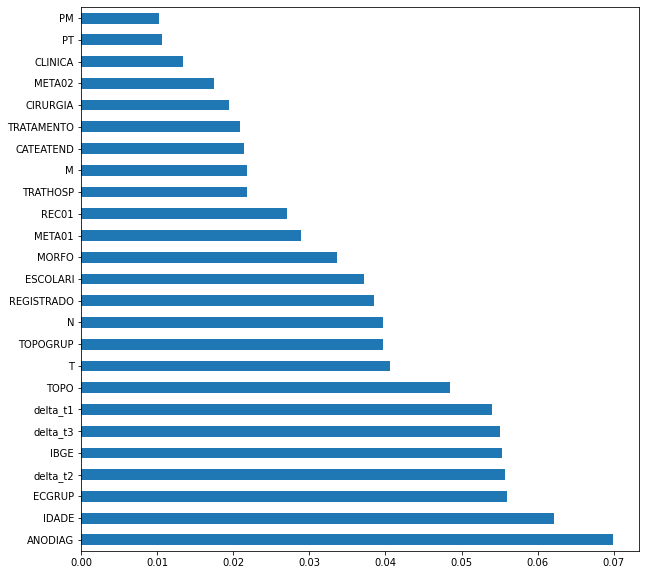 PM
PT
CLINICA
META02
CIRURGIA
TRATAMENTO
CATEATEND
M
TRATHOSP
REC01
META01
MORFO
ESCOLARI
REGISTRADO
N
TOPOGRUP
T
TOPO
delta_t1
delta_t3
IBGE
delta_t2
ECGRUP
IDADE
ANODIAG
0.00 0.01 0.02 0.03 0.04 0.05 0.06 0.07